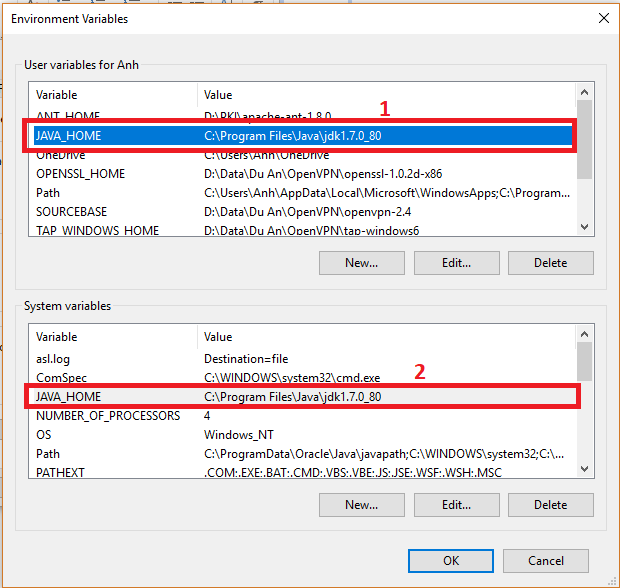 Environment Variables
User variables for Anh
Variable Value
ANT_HOME D:\PKI\apache-ant-1.8.0
1
JAVA_HOME C:\Program Files\Java\jdk1.7.0_80
OneDrive C:\Users\Anh\OneDrive
OPENSSL_HOME D:\Data\Du An\OpenVPN\openssl-1.0.2d-x86
Path C:\Users\Anh\AppData\Local\Microsoft\WindowsApps;C:\Program...
SOURCEBASE D:\Data\Du An\OpenVPN\openvpn-2.4
TAP_WINDOWS_HOME D:\Data\Du An\OpenVPN\tap-windows6
New... Edit... Delete
System variables
Variable Value
asl.log Destination=file
ComSpec C:\WINDOWS\system32\cmd.exe
2
JAVA_HOME C:\Program Files\Java\jdk1.7.0_80
NUMBER_OF_PROCESSORS 4
OS Windows_NT
Path C:\ProgramData\Oracle\Java\javapath;C:\WINDOWS\system32;C:\...
PATHEXT .COM;.EXE;.BAT;.CMD;.VBS;.VBE;.JS;.JSE;.WSF;.WSH;.MSC
New... Edit... Delete
OK Cancel